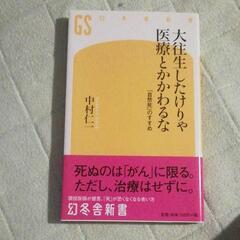 GS 幻冬舎新書
大往生したけりゃ
医療とかかわるな
「自然死」のすすめ
中村仁一
死ぬのは「がん」に限る。
ただし、治療はせずに。
幻冬舎新書